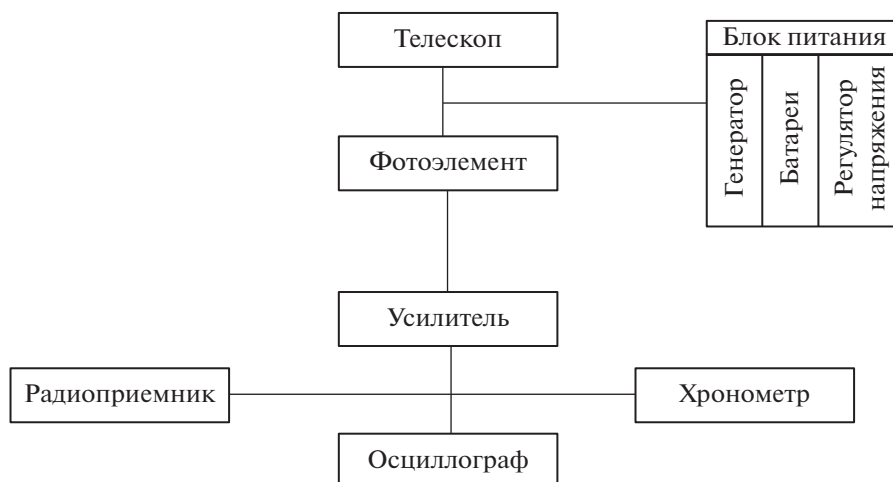 Телескоп
Блок питания
Генератор
Батареи
Регулятор
напряжения
Фотоэлемент
Усилитель
Радиоприемник
Хронометр
Осциллограф